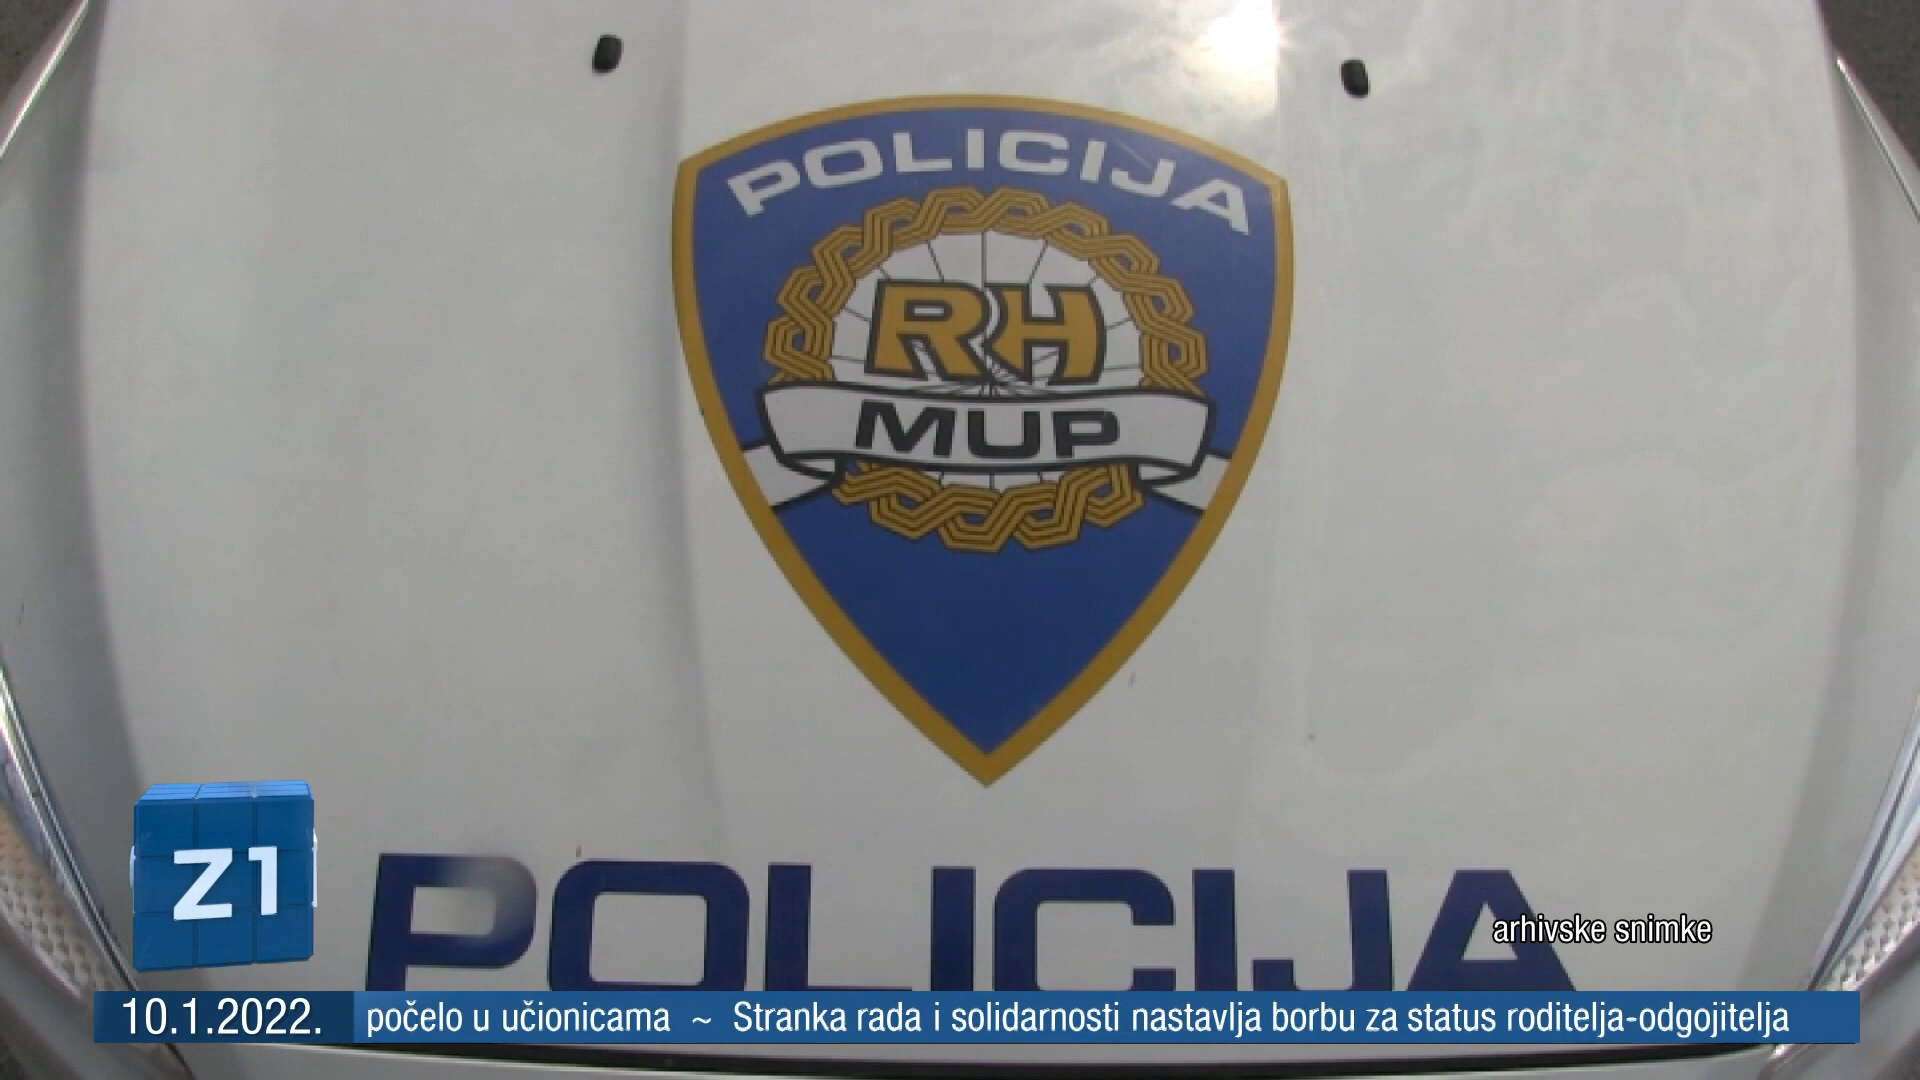 POLICIJA
RH
MUP
POLICIJA
Z1
arhivske snimke
10.1.2022.
počelo u učionicama ~ Stranka rada i solidarnosti nastavlja borbu za status roditelja-odgojitelja